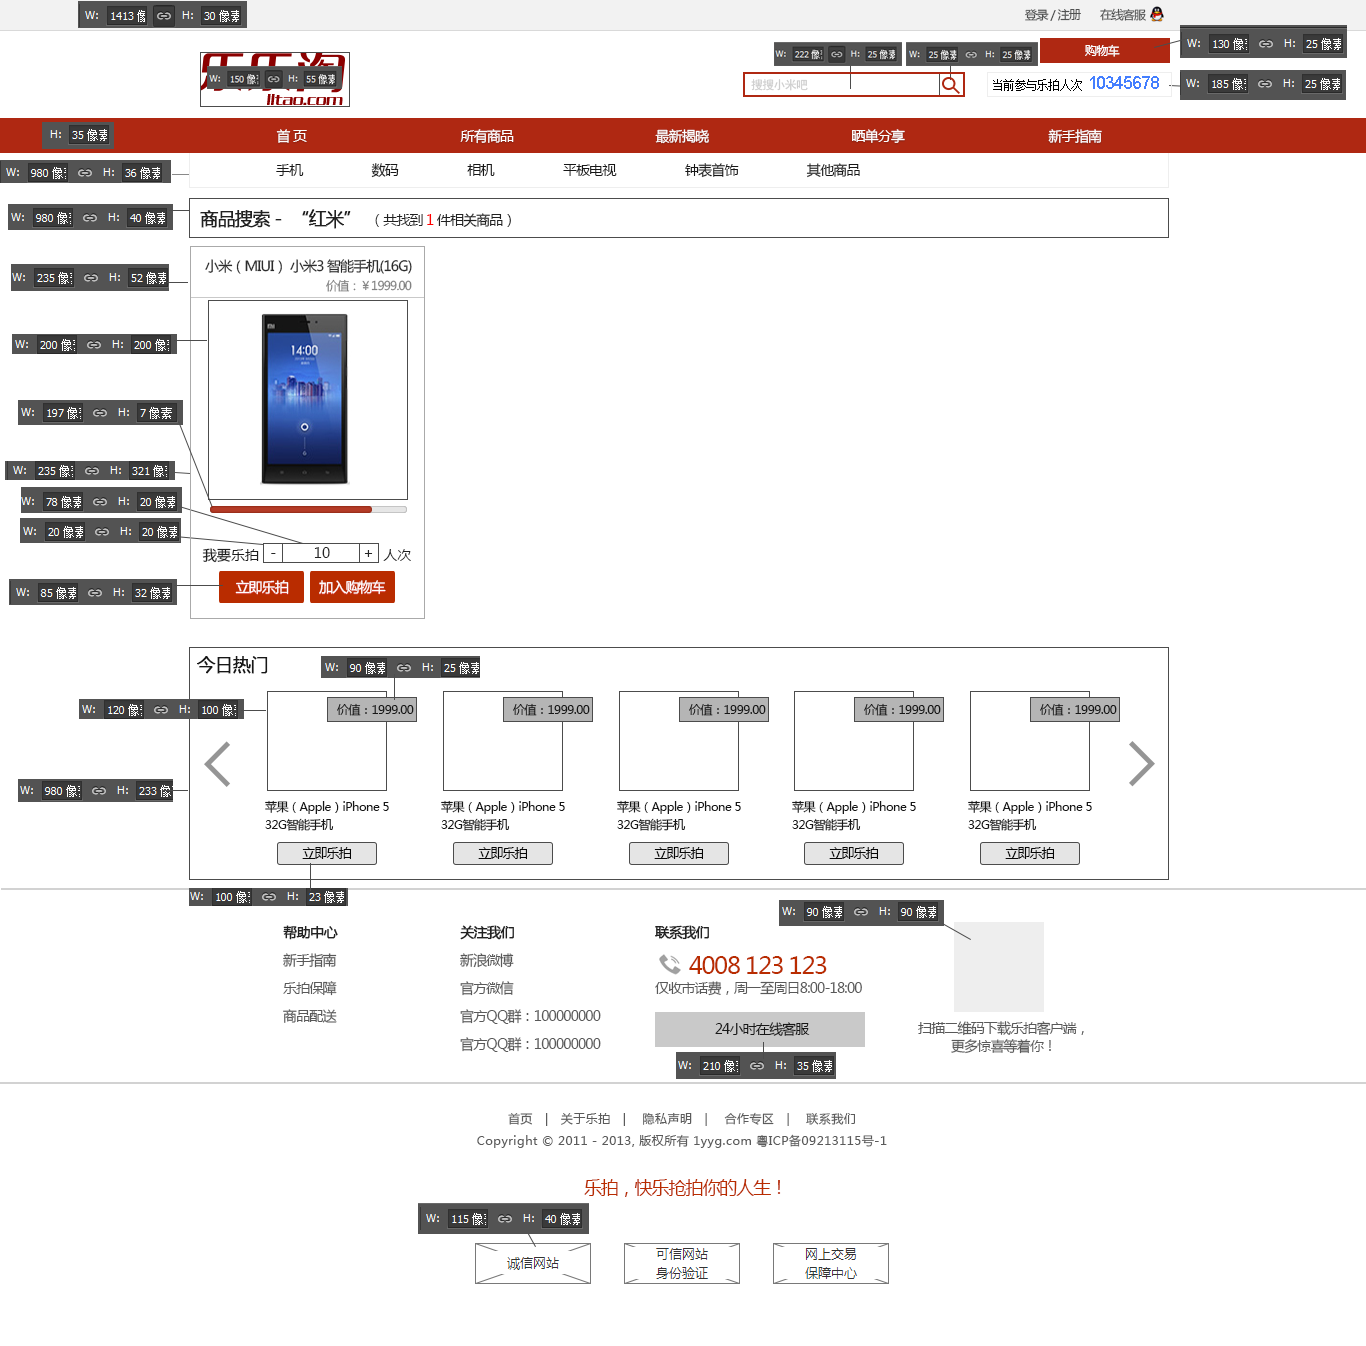 W: 1413 像 H: 30 像素
登录 / 注册 在线客服
乐乐淘
lltao.com
W: 150 像素 H: 55 像素
W: 222 像 H: 25 像素
W: 25 像素 H: 25 像素
购物车
W: 130 像素 H: 25 像素
搜搜小米吧
当前参与乐拍人次 10345678
W: 185 像素 H: 25 像素
H: 35 像素
首 页 所有商品 最新揭晓 晒单分享 新手指南
W: 980 像 H: 36 像素
手机 数码 相机 平板电视 钟表首饰 其他商品
W: 980 像 H: 40 像素
商品搜索 - “红米” （ 共找到 1 件相关商品 ）
W: 235 像 H: 52 像素
小米（ MIUI ） 小米3 智能手机(16G)
价值：￥1999.00
W: 200 像 H: 200 像
14:00
W: 197 像 H: 7 像素
W: 235 像 H: 321 像
W: 78 像素 H: 20 像素
W: 20 像素 H: 20 像素
我要乐拍 - 10 + 人次
W: 85 像素 H: 32 像素
立即乐拍 加入购物车
今日热门
W: 90 像素 H: 25 像素
W: 120 像 H: 100 像
价值：1999.00 价值：1999.00 价值：1999.00 价值：1999.00 价值：1999.00
W: 980 像 H: 233 像
苹果（ Apple ）iPhone 5 苹果（ Apple ）iPhone 5 苹果（ Apple ）iPhone 5 苹果（ Apple ）iPhone 5 苹果（ Apple ）iPhone 5
32G智能手机 32G智能手机 32G智能手机 32G智能手机 32G智能手机
立即乐拍 立即乐拍 立即乐拍 立即乐拍 立即乐拍
W: 100 像 H: 23 像素
W: 90 像素 H: 90 像素
帮助中心 关注我们 联系我们
新手指南 新浪微博 4008 123 123
乐拍保障 官方微信 仅收市话费，周一至周日8:00-18:00
商品配送 官方QQ群：100000000 24小时在线客服 扫描二维码下载乐拍客户端，
官方QQ群：100000000 更多惊喜等着你！
W: 210 像 H: 35 像素
首页 | 关于乐拍 | 隐私声明 | 合作专区 | 联系我们
Copyright © 2011 - 2013, 版权所有 1yyg.com 粤ICP备09213115号-1
乐拍，快乐抢拍你的人生！
W: 115 像 H: 40 像素
诚信网站 可信网站 网上交易
身份验证 保障中心